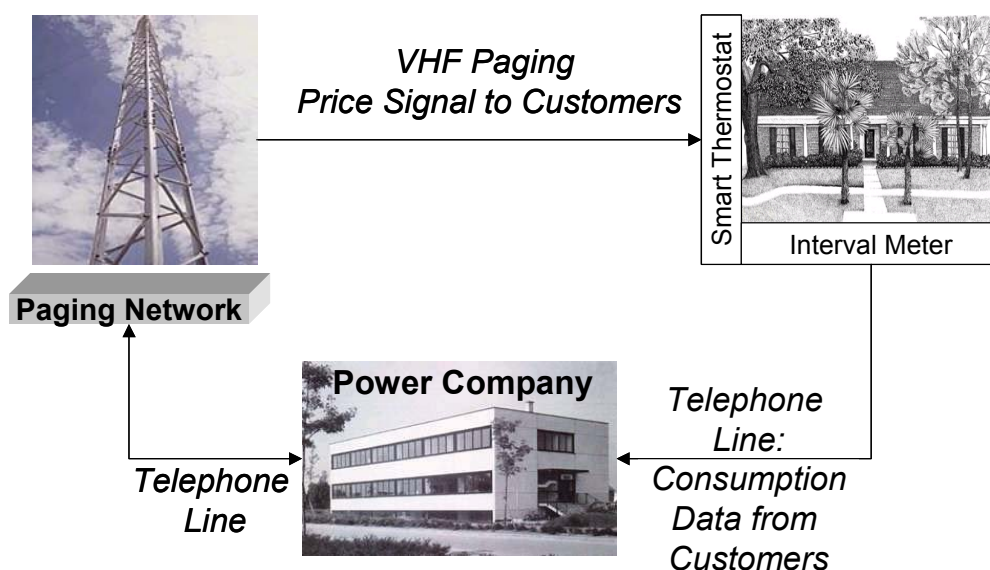 VHF Paging
Price Signal to Customers
Smart Thermostat
Interval Meter
Paging Network
Power Company
Telephone
Line
Telephone
Line:
Consumption
Data from
Customers